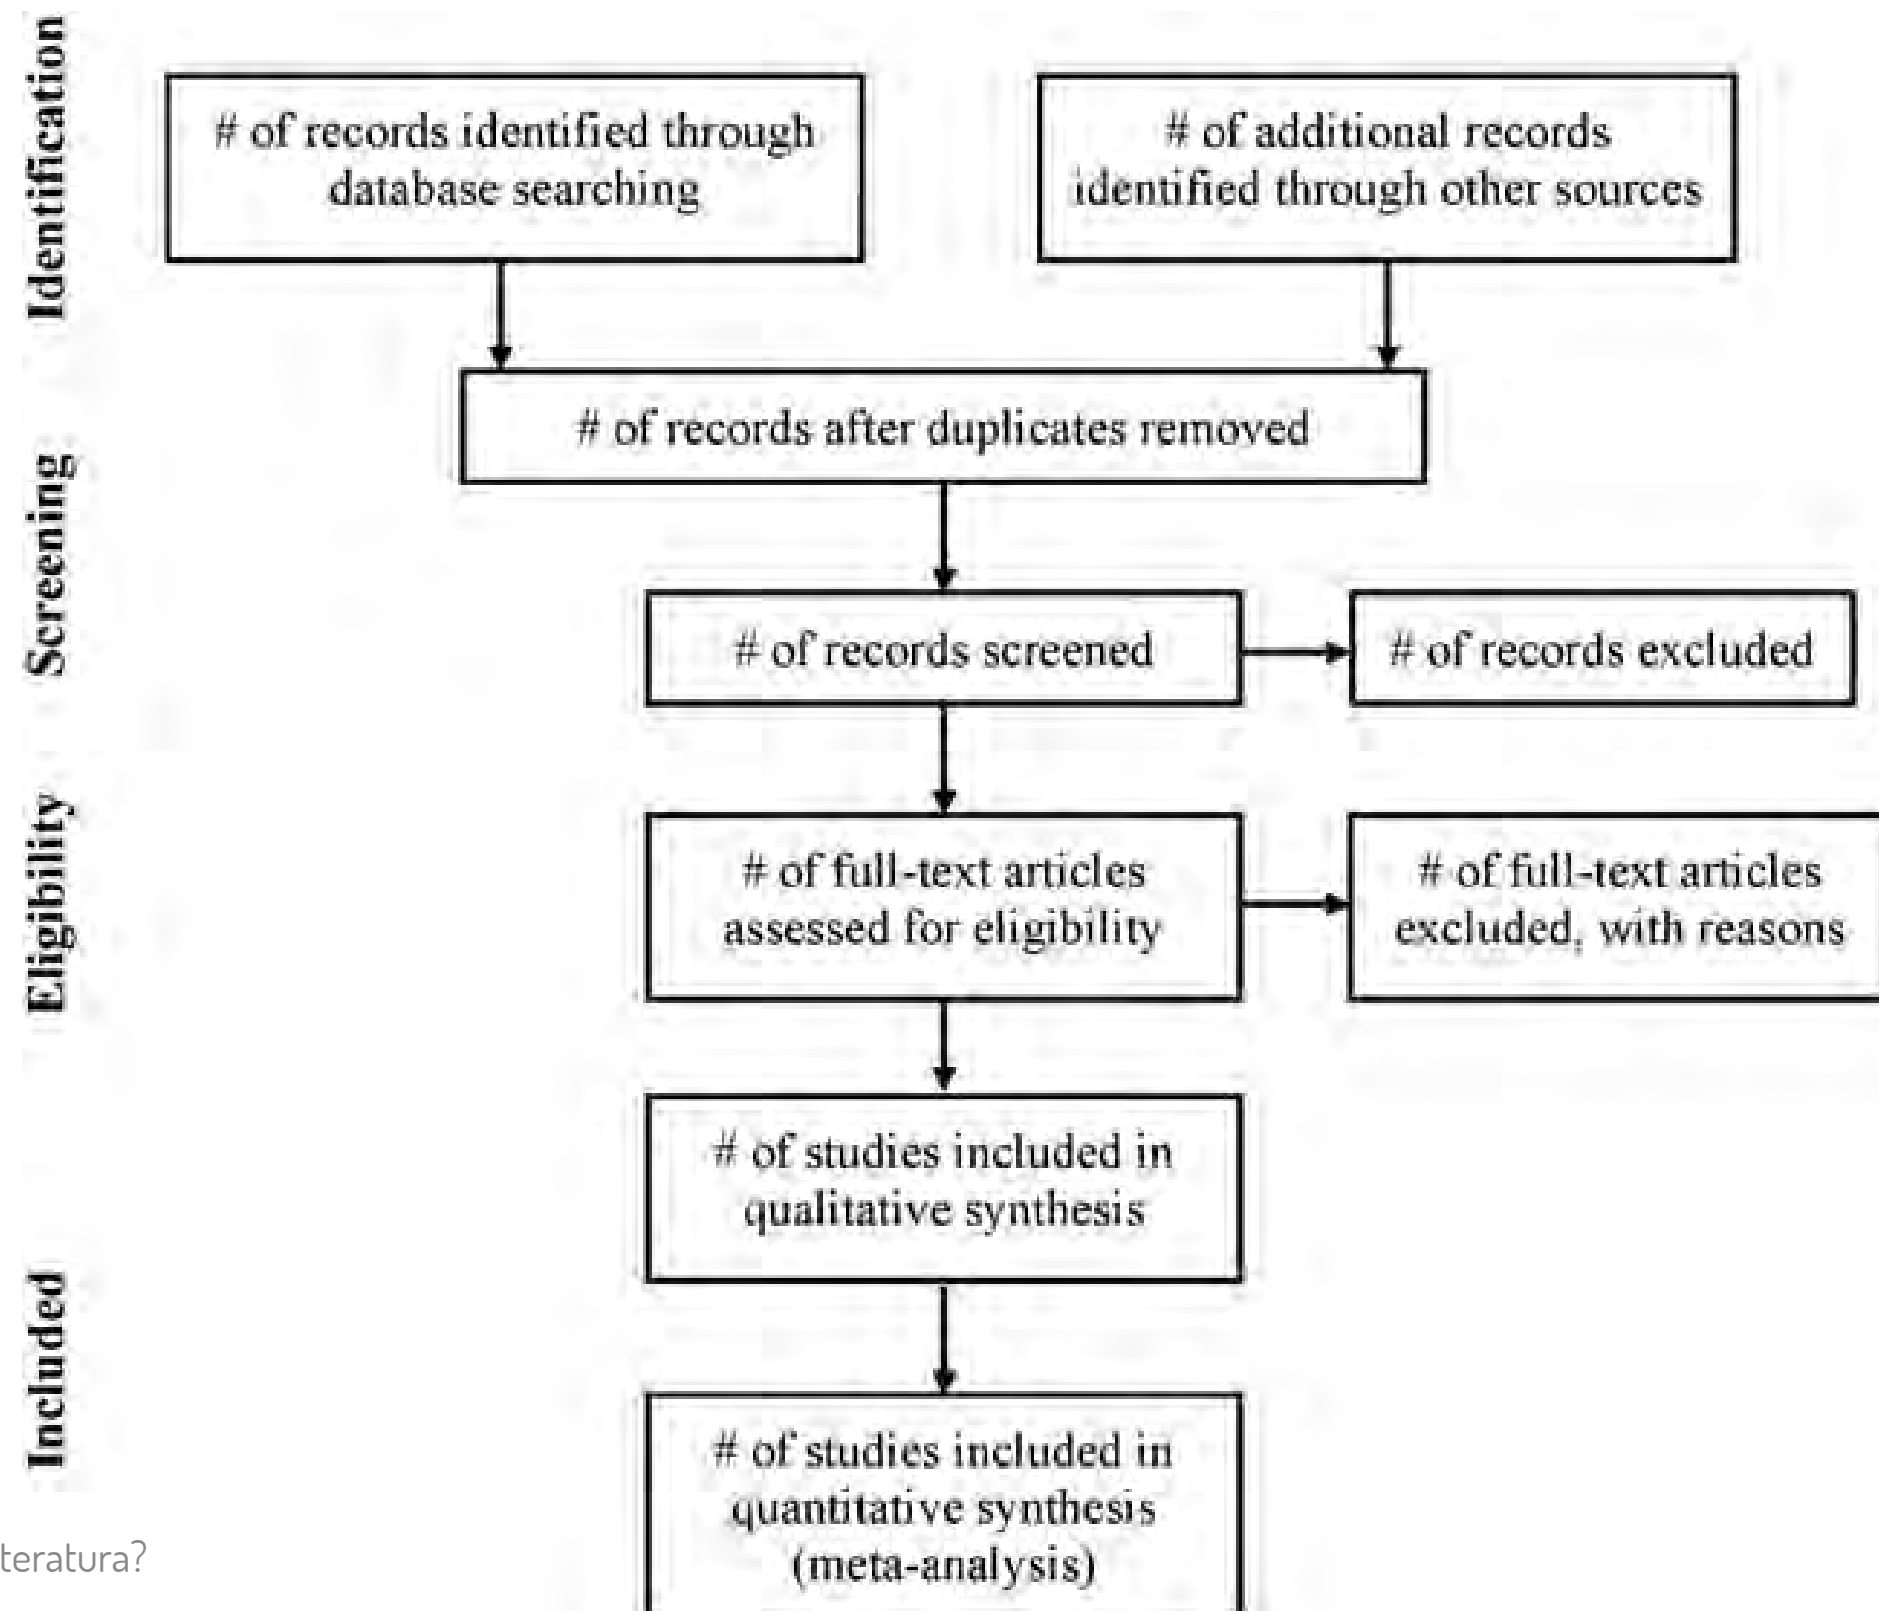 Identification
# of records identified through
database searching
# of additional records
identified through other sources
# of records after duplicates removed
Screening
# of records screened
# of records excluded
Eligibility
# of full-text articles
assessed for eligibility
# of full-text articles
excluded, with reasons
Included
# of studies included in
qualitative synthesis
# of studies included in
quantitative synthesis
(meta-analysis)
teratura?